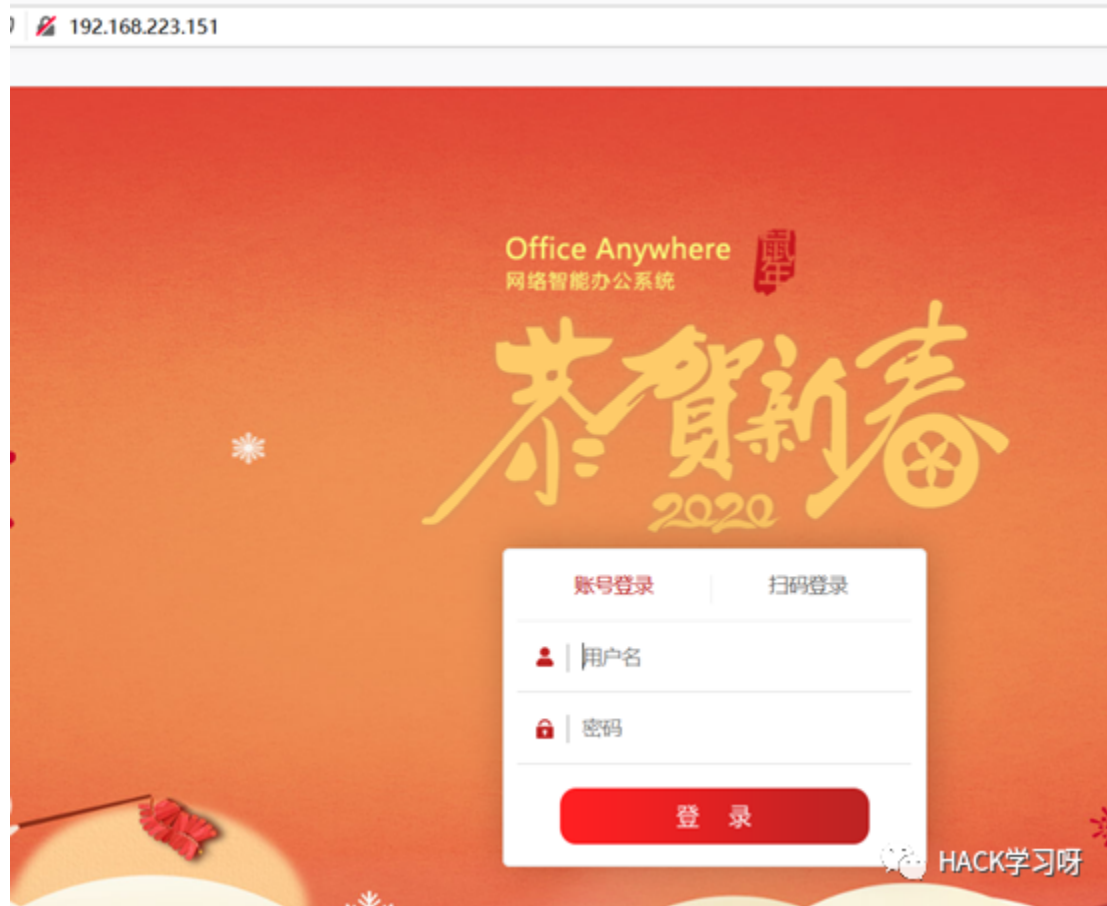 192.168.223.151
Office Anywhere
网络智能办公系统
鼠年
恭賀新春
2020
账号登录 扫码登录
用户名
密码
登 录
HACK学习呀